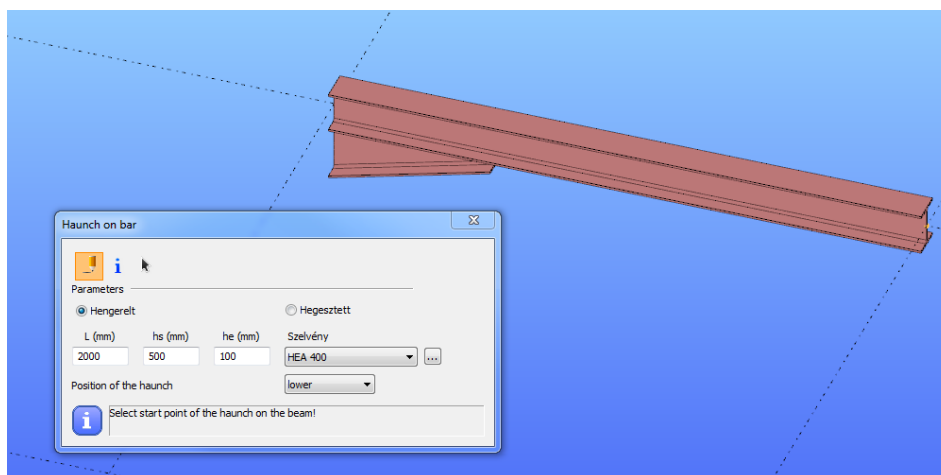 Haunch on bar
i
Parameters
Hengerelt Hegesztett
L (mm) hs (mm) he (mm) Szelvény
2000 500 100 HEA 400 ...
Position of the haunch lower
i Select start point of the haunch on the beam!